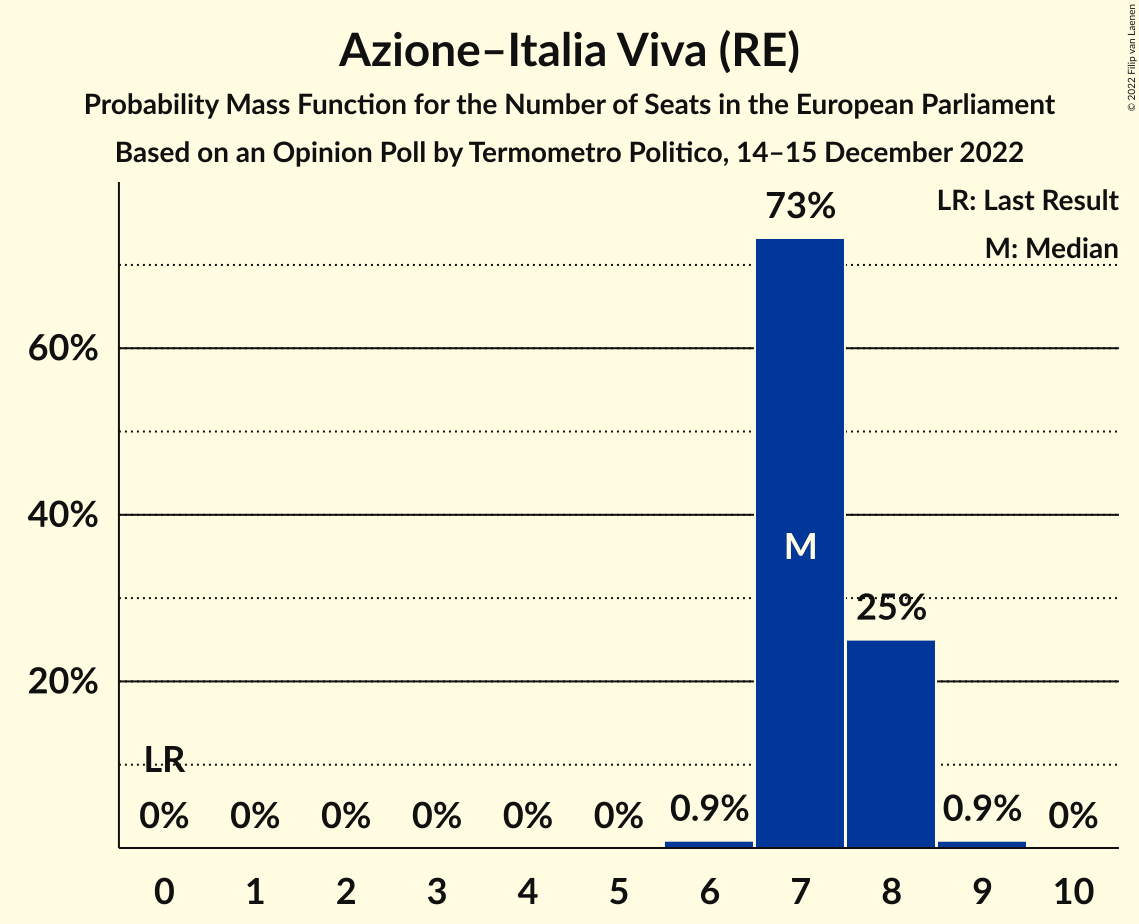 Azione–Italia Viva (RE)
Probability Mass Function for the Number of Seats in the European Parliament
Based on an Opinion Poll by Termometro Politico, 14–15 December 2022
© 2022 Filip van Laenen
LR: Last Result
M: Median
73%
60%
40%
M
25%
20%
LR
0% 0% 0% 0% 0% 0% 0.9% 0.9% 0%
0 1 2 3 4 5 6 7 8 9 10